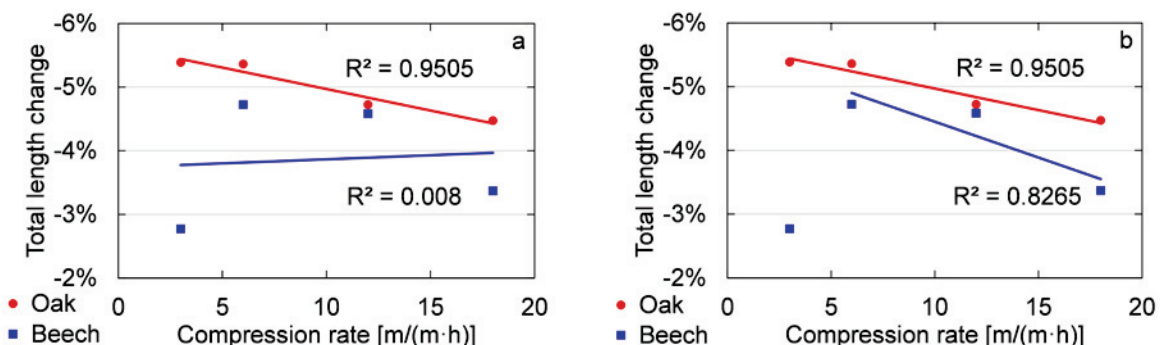 -6%
-5%
-4%
-3%
-2%
Total length change
a
R² = 0.9505
R² = 0.008
0 5 10 15 20
Compression rate [m/(m·h)]
Oak
Beech
-6%
-5%
-4%
-3%
-2%
Total length change
b
R² = 0.9505
R² = 0.8265
0 5 10 15 20
Compression rate [m/(m·h)]
Oak
Beech